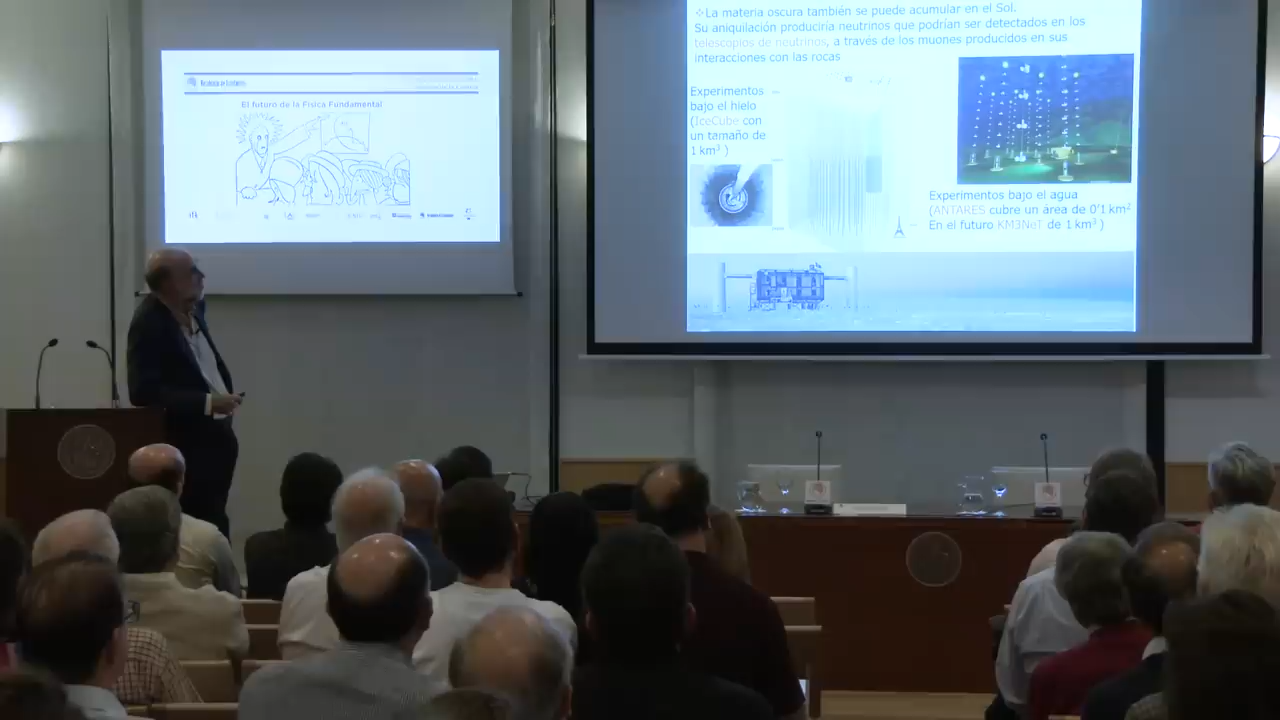 El futuro de la Física Fundamental
❖La materia oscura también se puede acumular en el Sol.
Su aniquilación produciría neutrinos que podrían ser detectados en los
telescopios de neutrinos, a través de los muones producidos en sus
interacciones con las rocas
Experimentos
bajo el hielo
(IceCube con
un tamaño de
1 km³ )
Experimentos bajo el agua
(ANTARES cubre un área de 0'1 km²
En el futuro KM3NeT de 1 km³ )